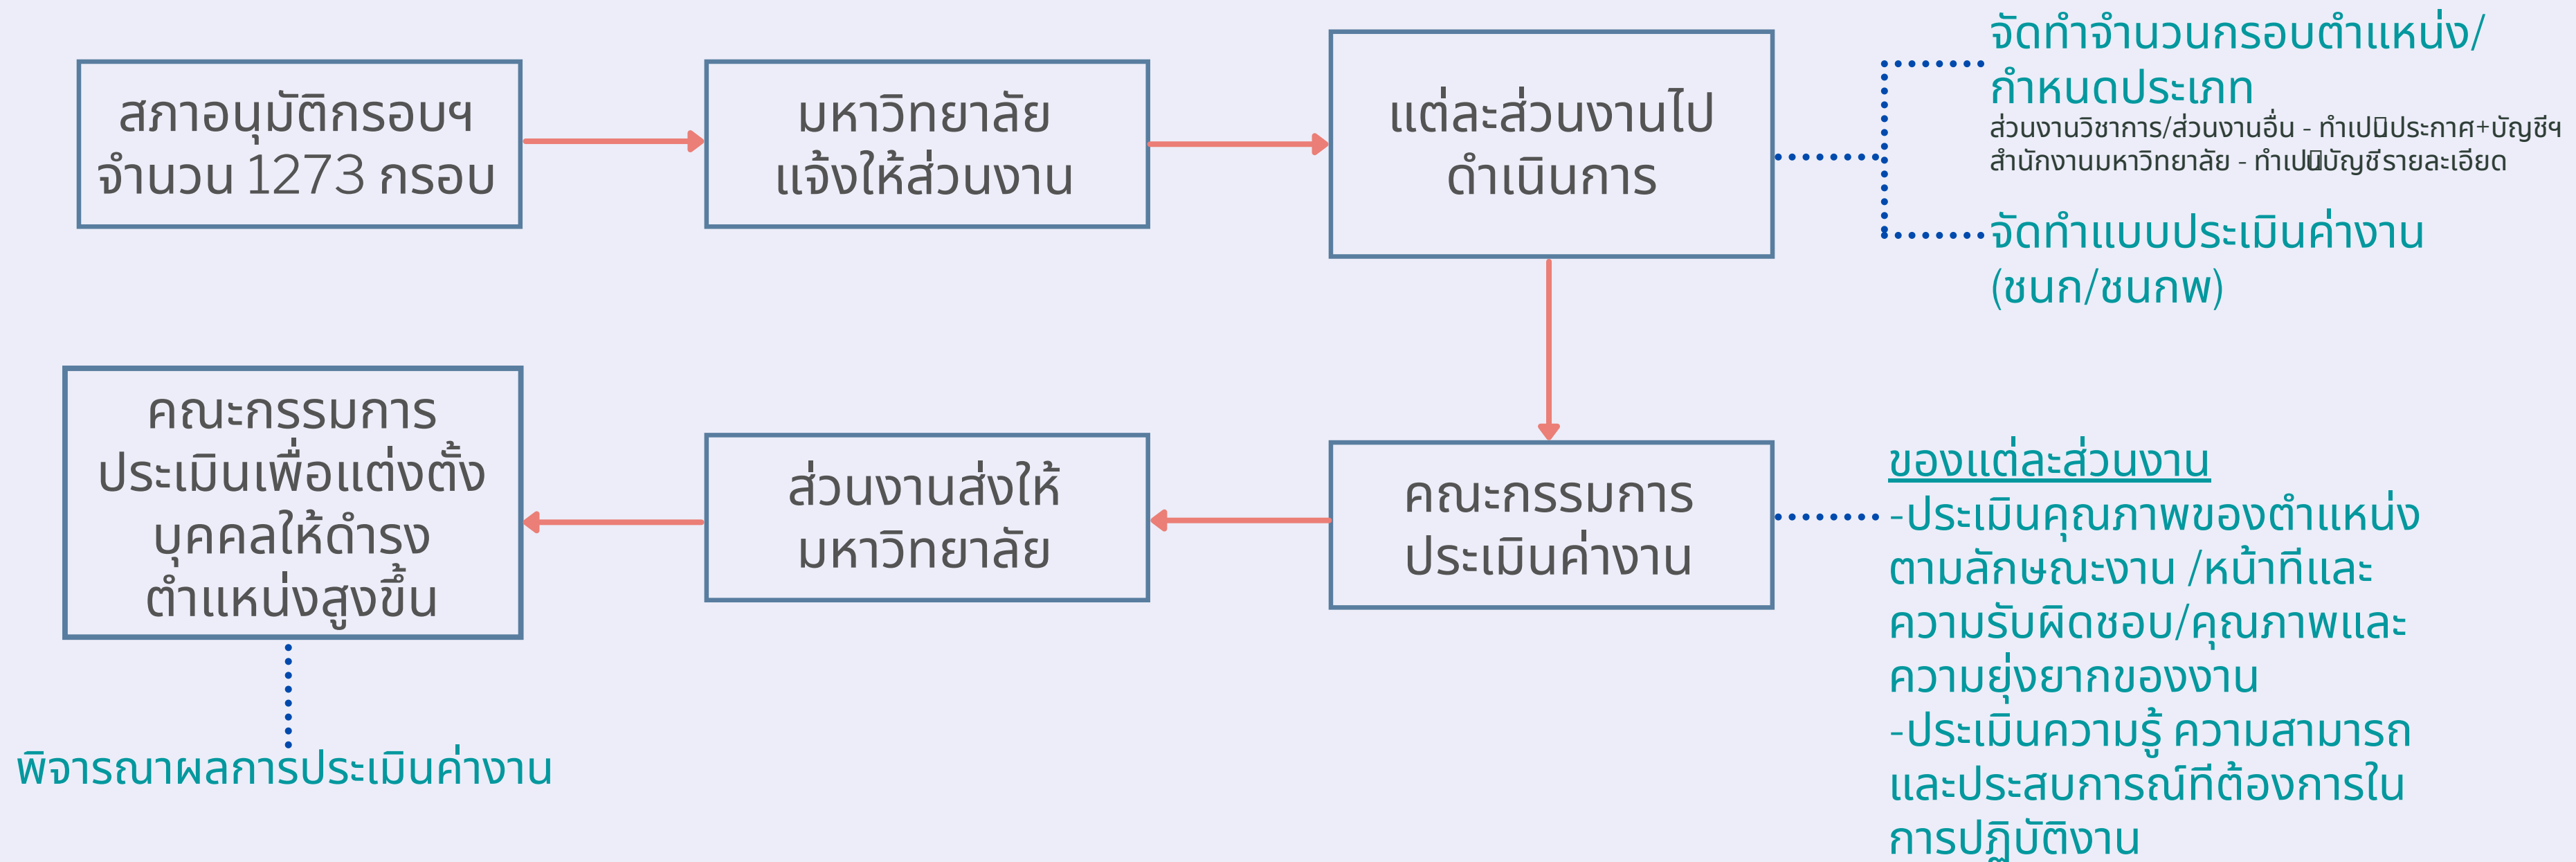 สภาอนุมัติกรอบฯ
จำนวน 1273 กรอบ
มหาวิทยาลัย
แจ้งให้ส่วนงาน
แต่ละส่วนงานไป
ดำเนินการ
จัดทำจำนวนกรอบตำแหน่ง/
กำหนดประเภท
ส่วนงานวิชาการ/ส่วนงานอื่น - ทำเป็นประกาศ+บัญชีฯ
สำนักงานมหาวิทยาลัย - ทำเป็นบัญชีรายละเอียด
จัดทำแบบประเมินค่างาน
(ชนก/ชนกพ)
คณะกรรมการ
ประเมินค่างาน
ของแต่ละส่วนงาน
-ประเมินคุณภาพของตำแหน่ง
ตามลักษณะงาน /หน้าที่และ
ความรับผิดชอบ/คุณภาพและ
ความยุ่งยากของงาน
-ประเมินความรู้ ความสามารถ
และประสบการณ์ที่ต้องการใน
การปฏิบัติงาน
ส่วนงานส่งให้
มหาวิทยาลัย
คณะกรรมการ
ประเมินเพื่อแต่งตั้ง
บุคคลให้ดำรง
ตำแหน่งสูงขึ้น
พิจารณาผลการประเมินค่างาน